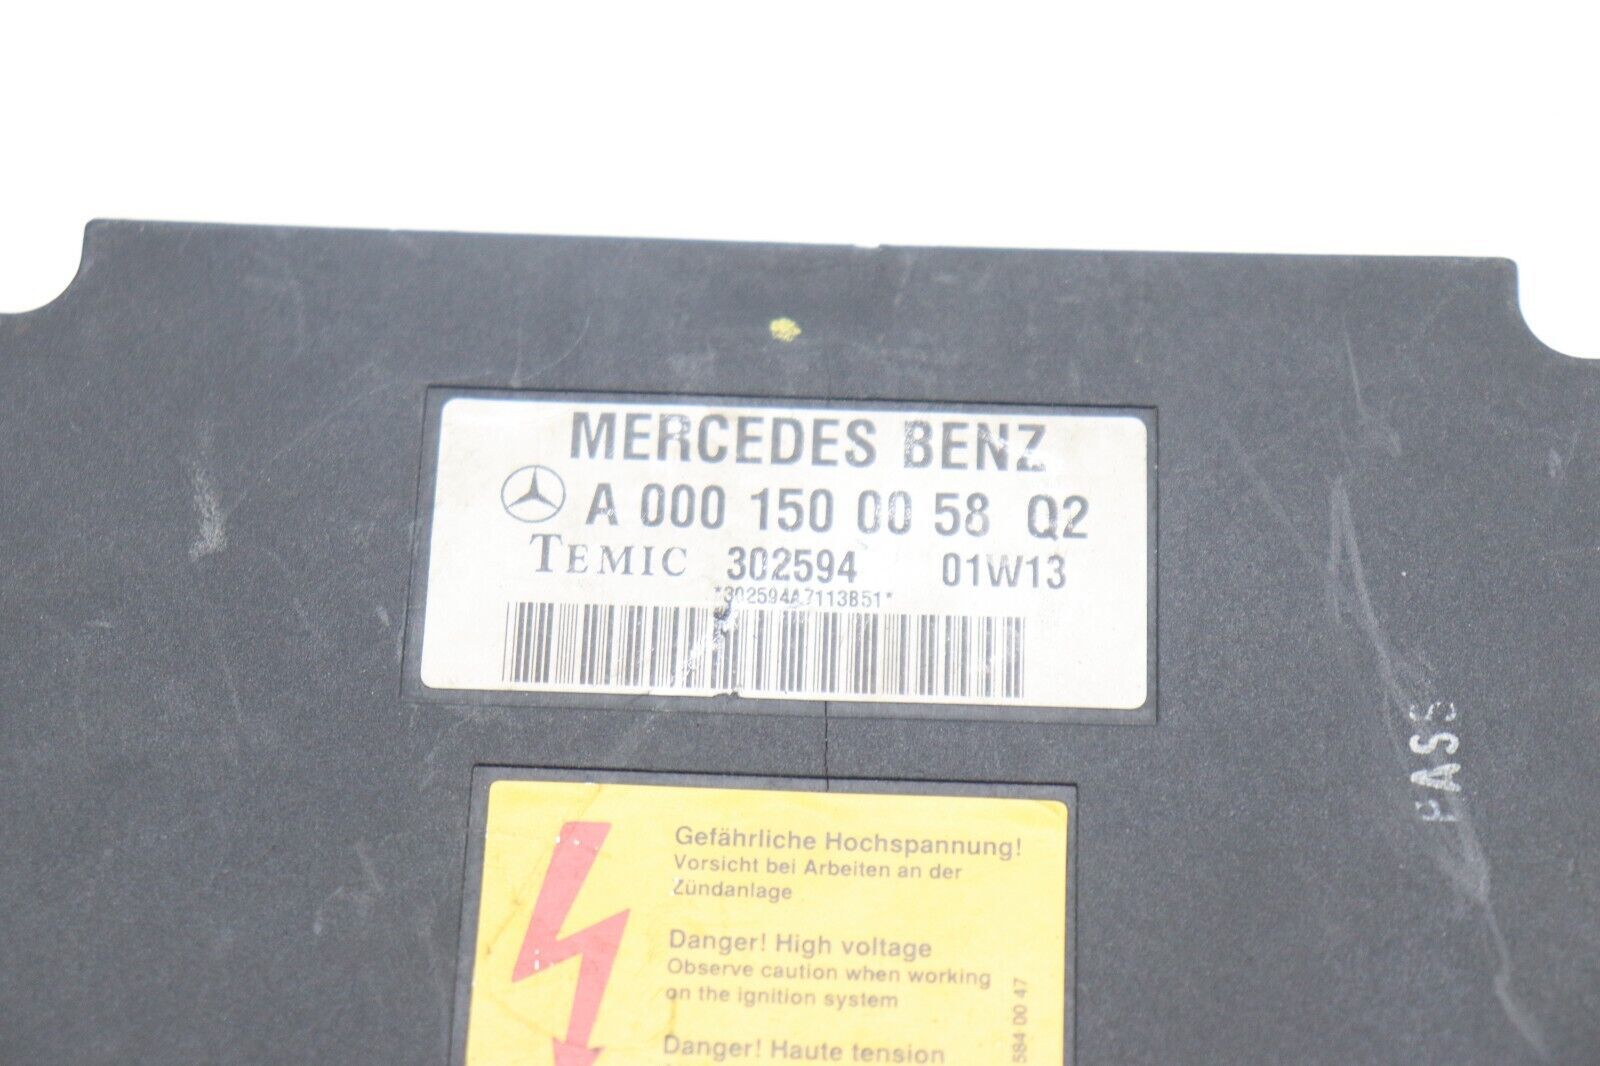 MERCEDES BENZ
A 000 150 00 58 Q2
TEMIC 302594 01W13
*302594A7113B51*
PASS
Gefährliche Hochspannung!
Vorsicht bei Arbeiten an der
Zündanlage
Danger! High voltage
Observe caution when working
on the ignition system
Danger! Haute tension
584 00 47